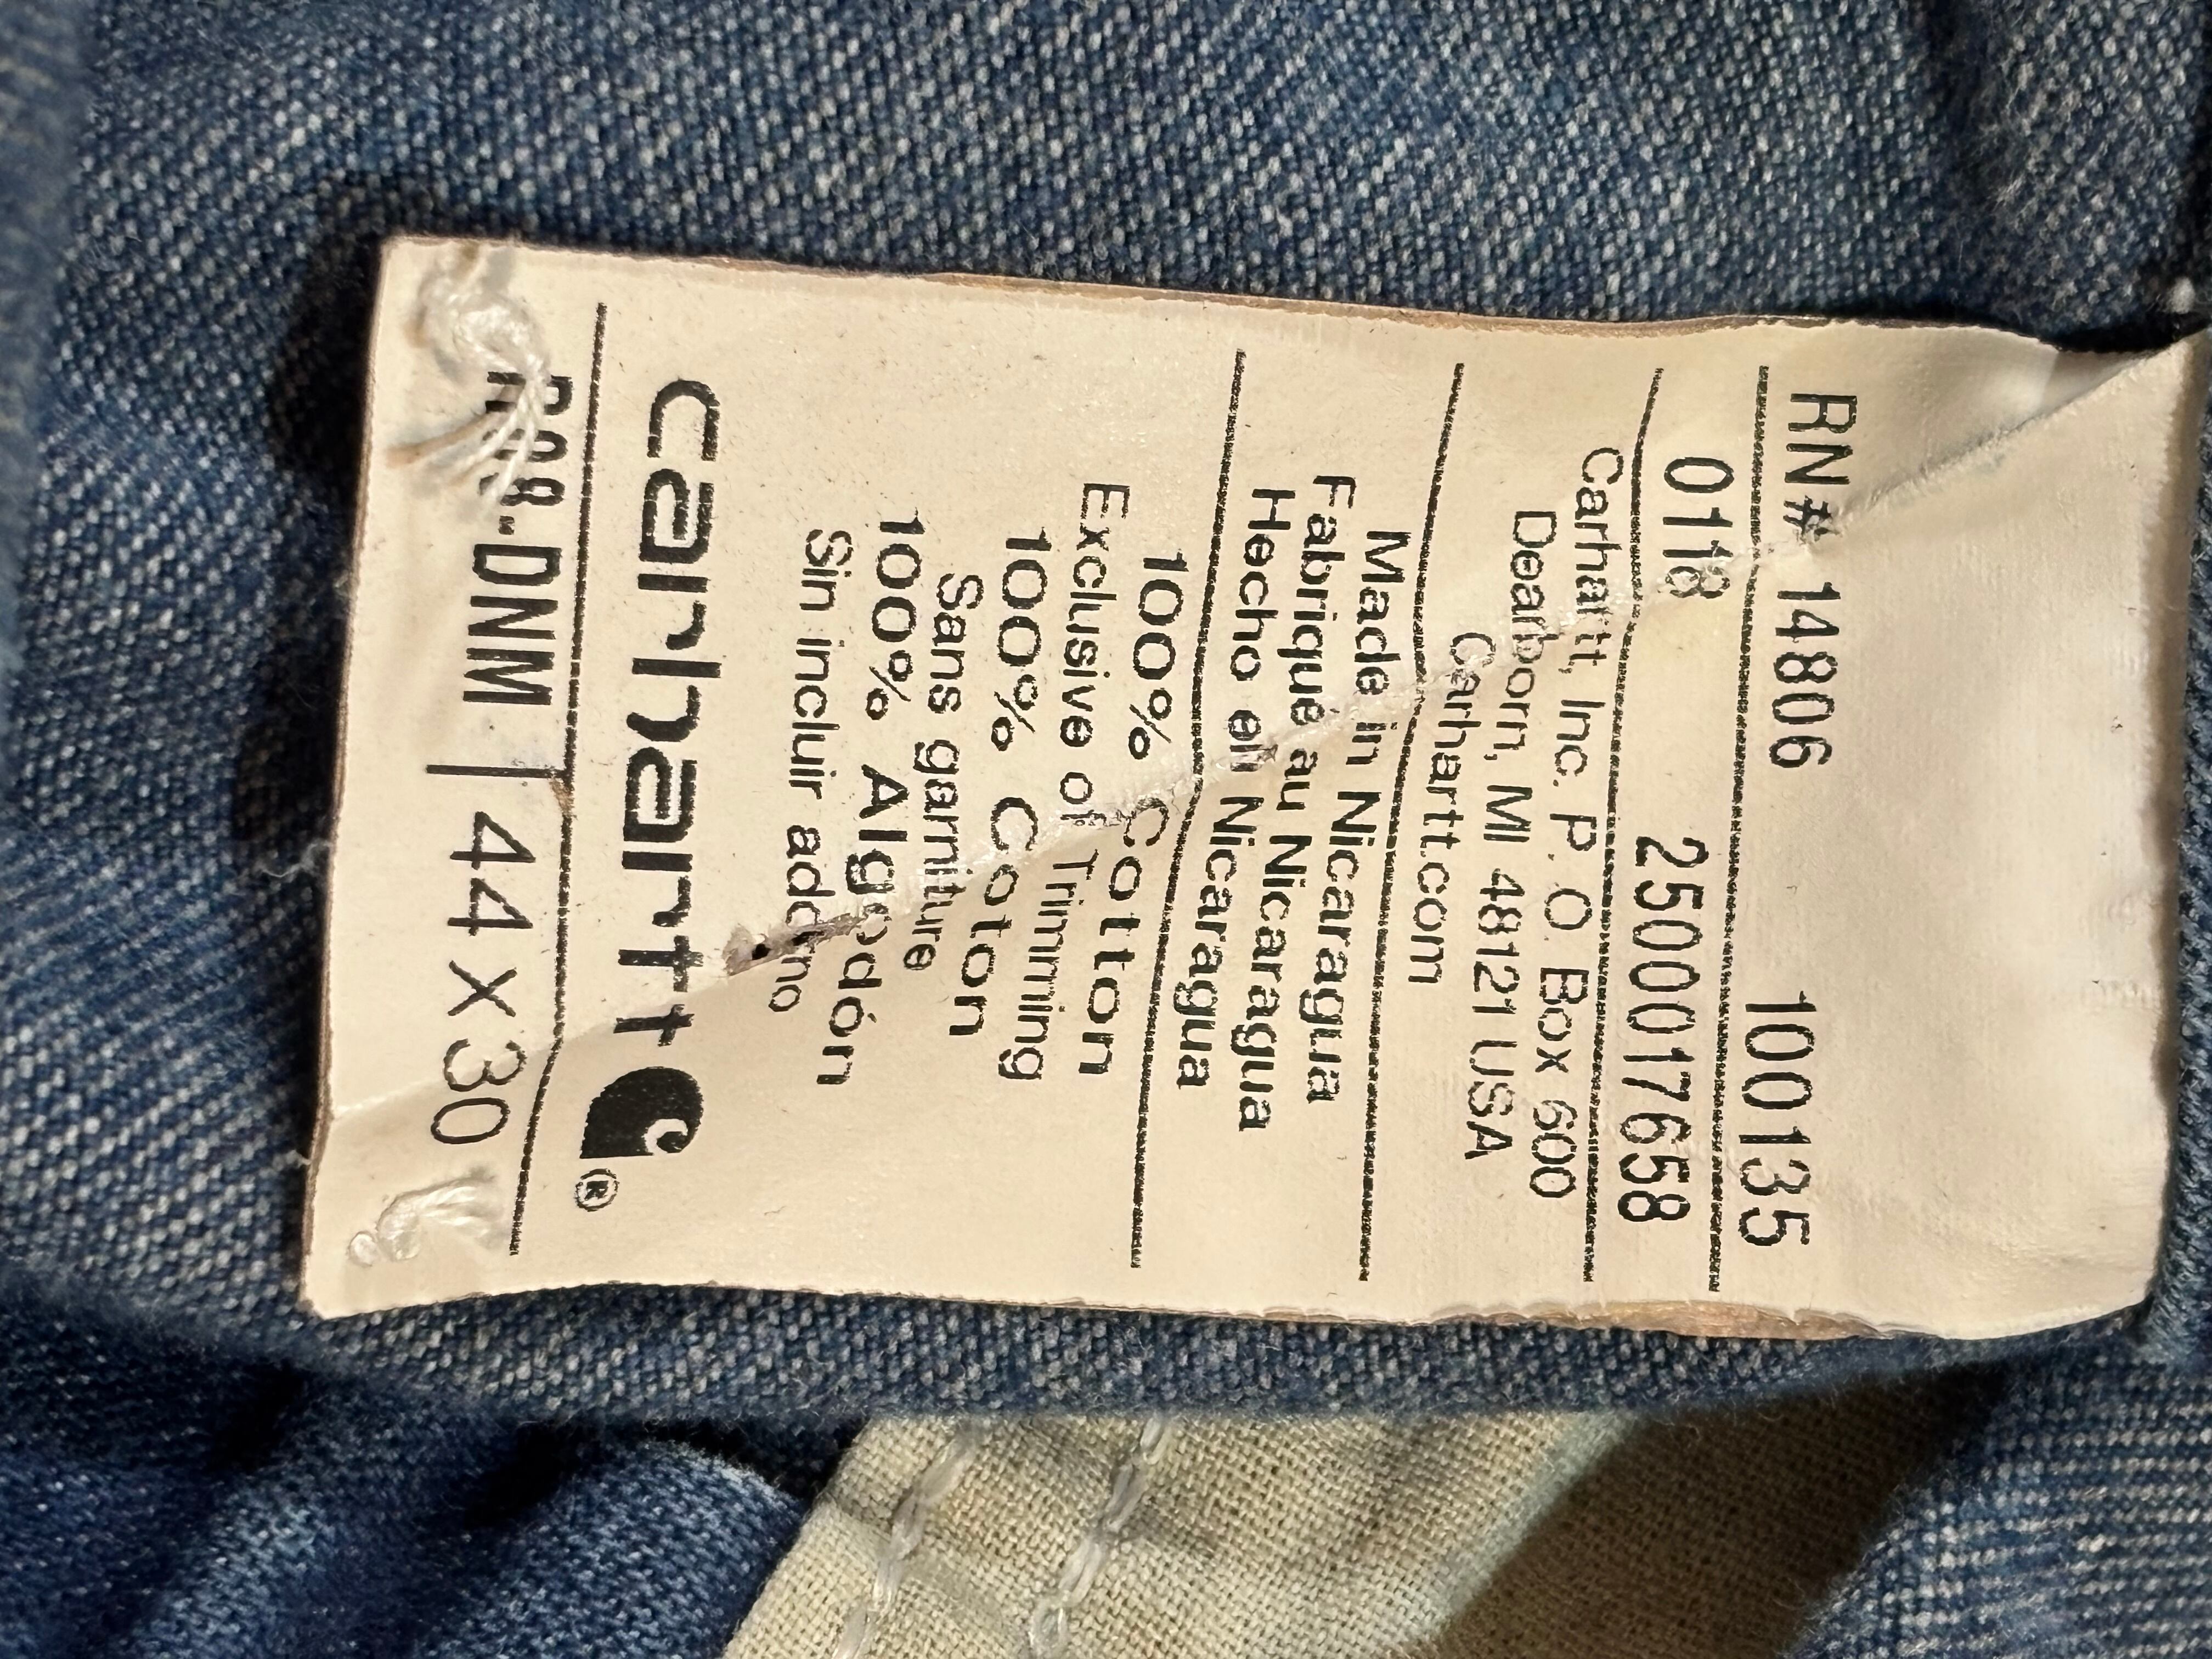 DNM | 44 x 30
carhartt ®
100% Cotton
Exclusive of Trimming
100% Coton
Sans garniture
100% Algodón
Sin incluir adorno
Made in Nicaragua
Fabriqué au Nicaragua
Hecho en Nicaragua
Carhartt, Inc. P. O. Box 600
Dearborn, MI 48121 USA
Carhartt.com
0118 2500017658
RN# 14806 100135